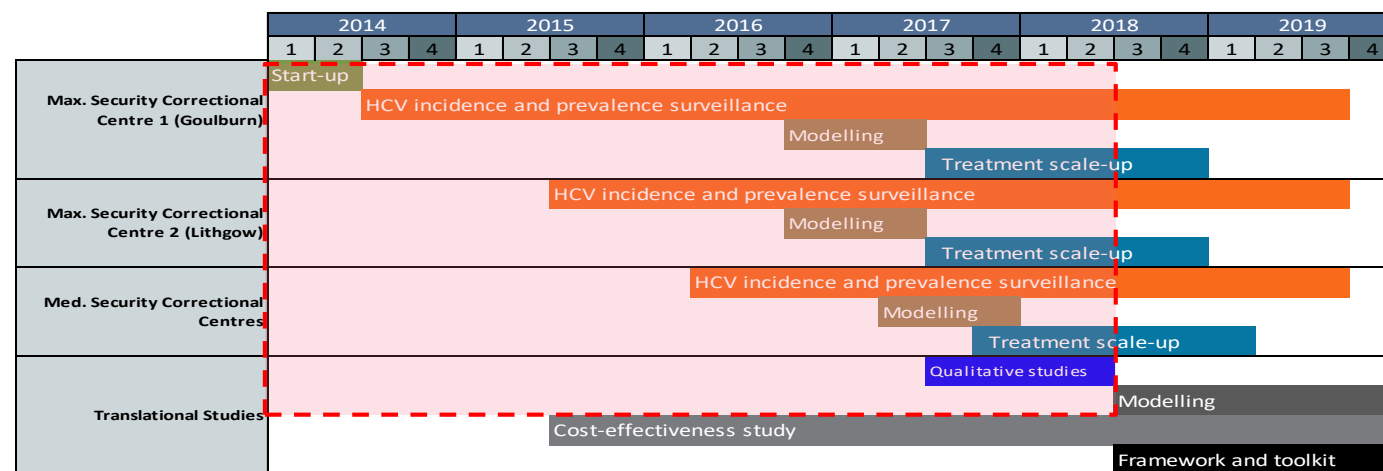 2014 2015 2016 2017 2018 2019
1 2 3 4 1 2 3 4 1 2 3 4 1 2 3 4 1 2 3 4 1 2 3 4
Start-up
Max. Security Correctional
Centre 1 (Goulburn)
HCV incidence and prevalence surveillance
Modelling
Treatment scale-up
Max. Security Correctional
Centre 2 (Lithgow)
HCV incidence and prevalence surveillance
Modelling
Treatment scale-up
Med. Security Correctional
Centres
HCV incidence and prevalence surveillance
Modelling
Treatment scale-up
Translational Studies
Qualitative studies
Modelling
Cost-effectiveness study
Framework and toolkit